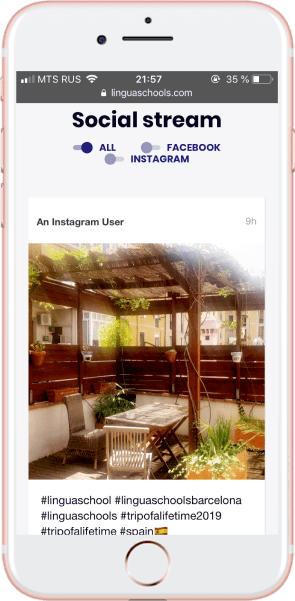 MTS RUS 21:57 35 %
linguaschools.com
Social stream
ALL FACEBOOK
INSTAGRAM
An Instagram User 9h
#linguaschool #linguaschoolsbarcelona
#linguaschools #tripofalifetime2019
#tripofalifetime #spain🇪🇸